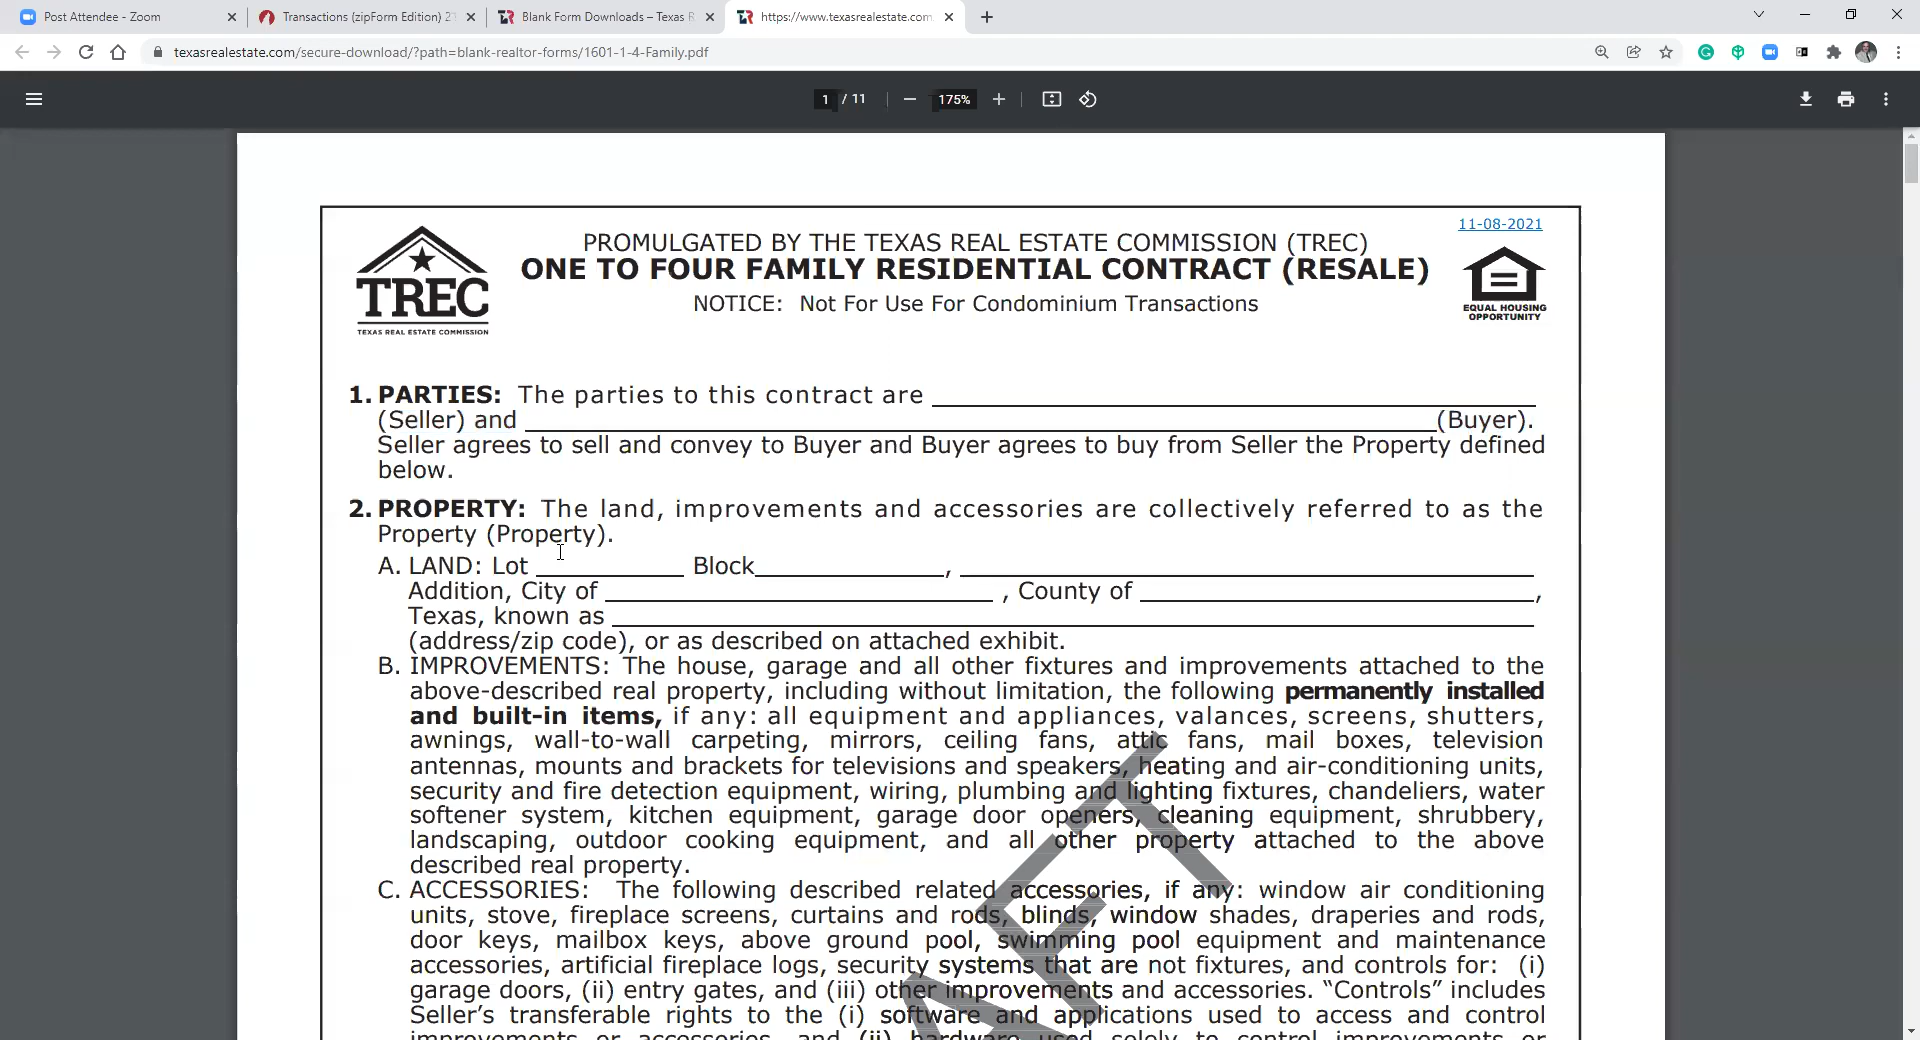 Post Attendee - Zoom
Transactions (zipForm Edition)
Blank Form Downloads – Texas R
https://www.texasrealestate.com
texasrealestate.com/secure-download/?path=blank-realtor-forms/1601-1-4-Family.pdf
1 / 11
175%
11-08-2021
PROMULGATED BY THE TEXAS REAL ESTATE COMMISSION (TREC)
ONE TO FOUR FAMILY RESIDENTIAL CONTRACT (RESALE)
NOTICE: Not For Use For Condominium Transactions
TREC
TEXAS REAL ESTATE COMMISSION
EQUAL HOUSING
OPPORTUNITY
1. PARTIES: The parties to this contract are
(Seller) and (Buyer).
Seller agrees to sell and convey to Buyer and Buyer agrees to buy from Seller the Property defined
below.
2. PROPERTY: The land, improvements and accessories are collectively referred to as the
Property (Property).
A. LAND: Lot Block ,
Addition, City of , County of ,
Texas, known as
(address/zip code), or as described on attached exhibit.
B. IMPROVEMENTS: The house, garage and all other fixtures and improvements attached to the
above-described real property, including without limitation, the following permanently installed
and built-in items, if any: all equipment and appliances, valances, screens, shutters,
awnings, wall-to-wall carpeting, mirrors, ceiling fans, attic fans, mail boxes, television
antennas, mounts and brackets for televisions and speakers, heating and air-conditioning units,
security and fire detection equipment, wiring, plumbing and lighting fixtures, chandeliers, water
softener system, kitchen equipment, garage door openers, cleaning equipment, shrubbery,
landscaping, outdoor cooking equipment, and all other property attached to the above
described real property.
C. ACCESSORIES: The following described related accessories, if any: window air conditioning
units, stove, fireplace screens, curtains and rods, blinds, window shades, draperies and rods,
door keys, mailbox keys, above ground pool, swimming pool equipment and maintenance
accessories, artificial fireplace logs, security systems that are not fixtures, and controls for: (i)
garage doors, (ii) entry gates, and (iii) other improvements and accessories. “Controls” includes
Seller’s transferable rights to the (i) software and applications used to access and control
improvements or accessories, and (ii) hardware used solely to control improvements or